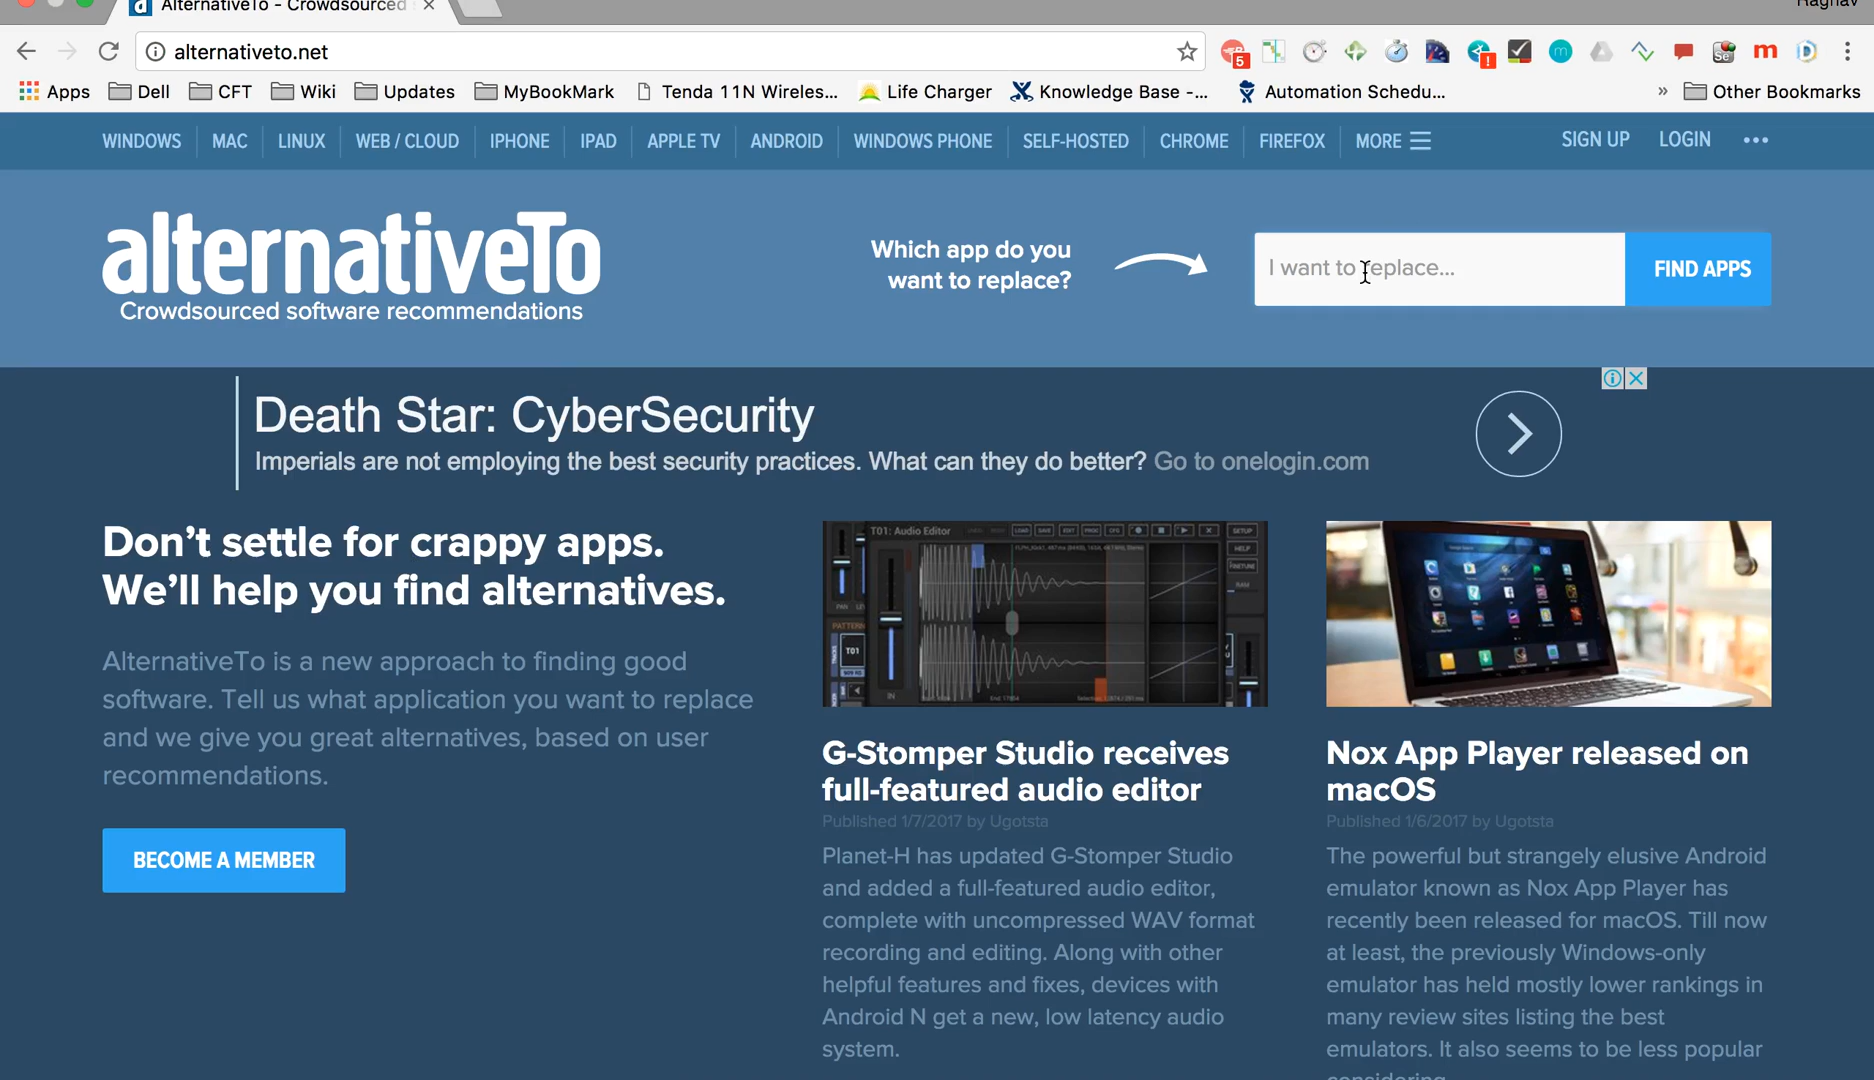 AlternativeTo - Crowdsourced
Raghav
alternativeto.net
5
!
Se
m
Apps Dell CFT Wiki Updates MyBookMark Tenda 11N Wireles... Life Charger Knowledge Base -... Automation Schedu... » Other Bookmarks
WINDOWS MAC LINUX WEB / CLOUD IPHONE IPAD APPLE TV ANDROID WINDOWS PHONE SELF-HOSTED CHROME FIREFOX MORE SIGN UP LOGIN
alternativeTo
Crowdsourced software recommendations
Which app do you
want to replace?
I want to replace...
FIND APPS
Death Star: CyberSecurity
Imperials are not employing the best security practices. What can they do better? Go to onelogin.com
Don't settle for crappy apps.
We'll help you find alternatives.
AlternativeTo is a new approach to finding good
software. Tell us what application you want to replace
and we give you great alternatives, based on user
recommendations.
BECOME A MEMBER
T01: Audio Editor
T01
G-Stomper Studio receives
full-featured audio editor
Published 1/7/2017 by Ugotsta
Planet-H has updated G-Stomper Studio
and added a full-featured audio editor,
complete with uncompressed WAV format
recording and editing. Along with other
helpful features and fixes, devices with
Android N get a new, low latency audio
system.
Nox App Player released on
macOS
Published 1/6/2017 by Ugotsta
The powerful but strangely elusive Android
emulator known as Nox App Player has
recently been released for macOS. Till now
at least, the previously Windows-only
emulator has held mostly lower rankings in
many review sites listing the best
emulators. It also seems to be less popular
considering